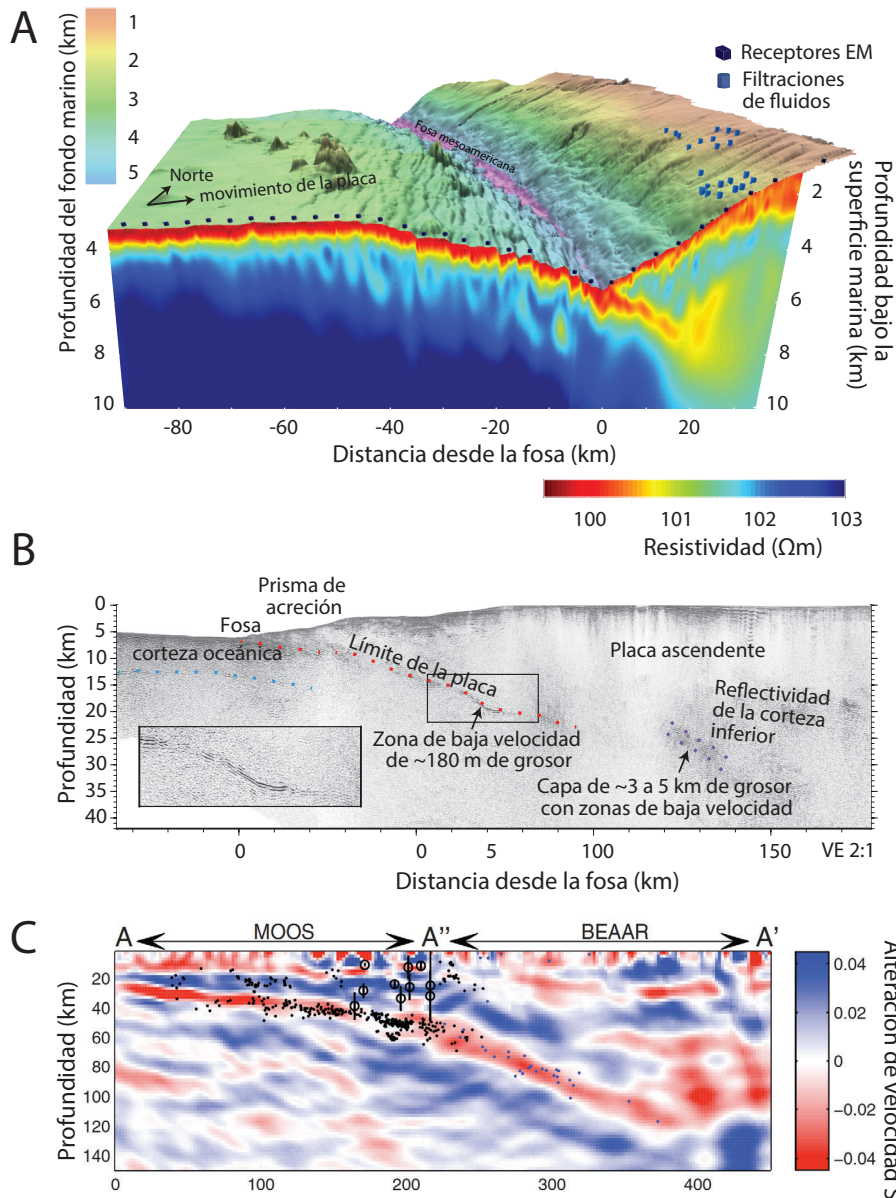 A
Profundidad del fondo marino (km)
1
2
3
4
5
Receptores EM
Filtraciones
de fluidos
Fosa mesoamericana
Norte
movimiento de la placa
Profundidad bajo la
superficie marina (km)
2
4
6
8
10
4
6
8
10
-80
-60
-40
-20
0
20
Distancia desde la fosa (km)
100
101
102
103
Resistividad (Ωm)
B
Profundidad (km)
0
5
10
15
20
25
30
35
40
Prisma de
acreción
Fosa
corteza oceánica
Límite de la placa
Placa ascendente
Zona de baja velocidad
de ~180 m de grosor
Reflectividad
de la corteza
inferior
Capa de ~3 a 5 km de grosor
con zonas de baja velocidad
0
0
5
100
150
VE 2:1
Distancia desde la fosa (km)
C
A
MOOS
A''
BEAAR
A'
Profundidad (km)
20
40
60
80
100
120
140
0
100
200
300
400
0.04
0.02
0
−0.02
−0.04
Alteración de velocidad S